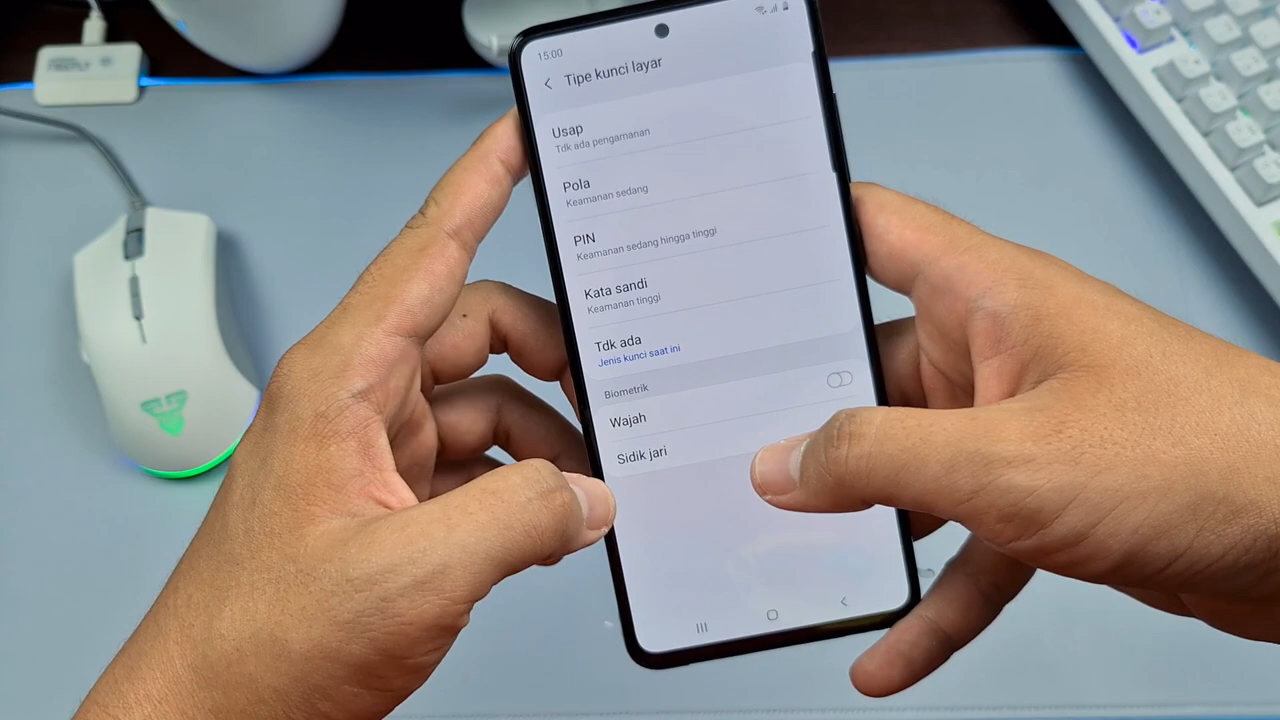 15:00
Tipe kunci layar
Usap
Tdk ada pengamanan
Pola
Keamanan sedang
PIN
Keamanan sedang hingga tinggi
Kata sandi
Keamanan tinggi
Tdk ada
Jenis kunci saat ini
Biometrik
Wajah
Sidik jari